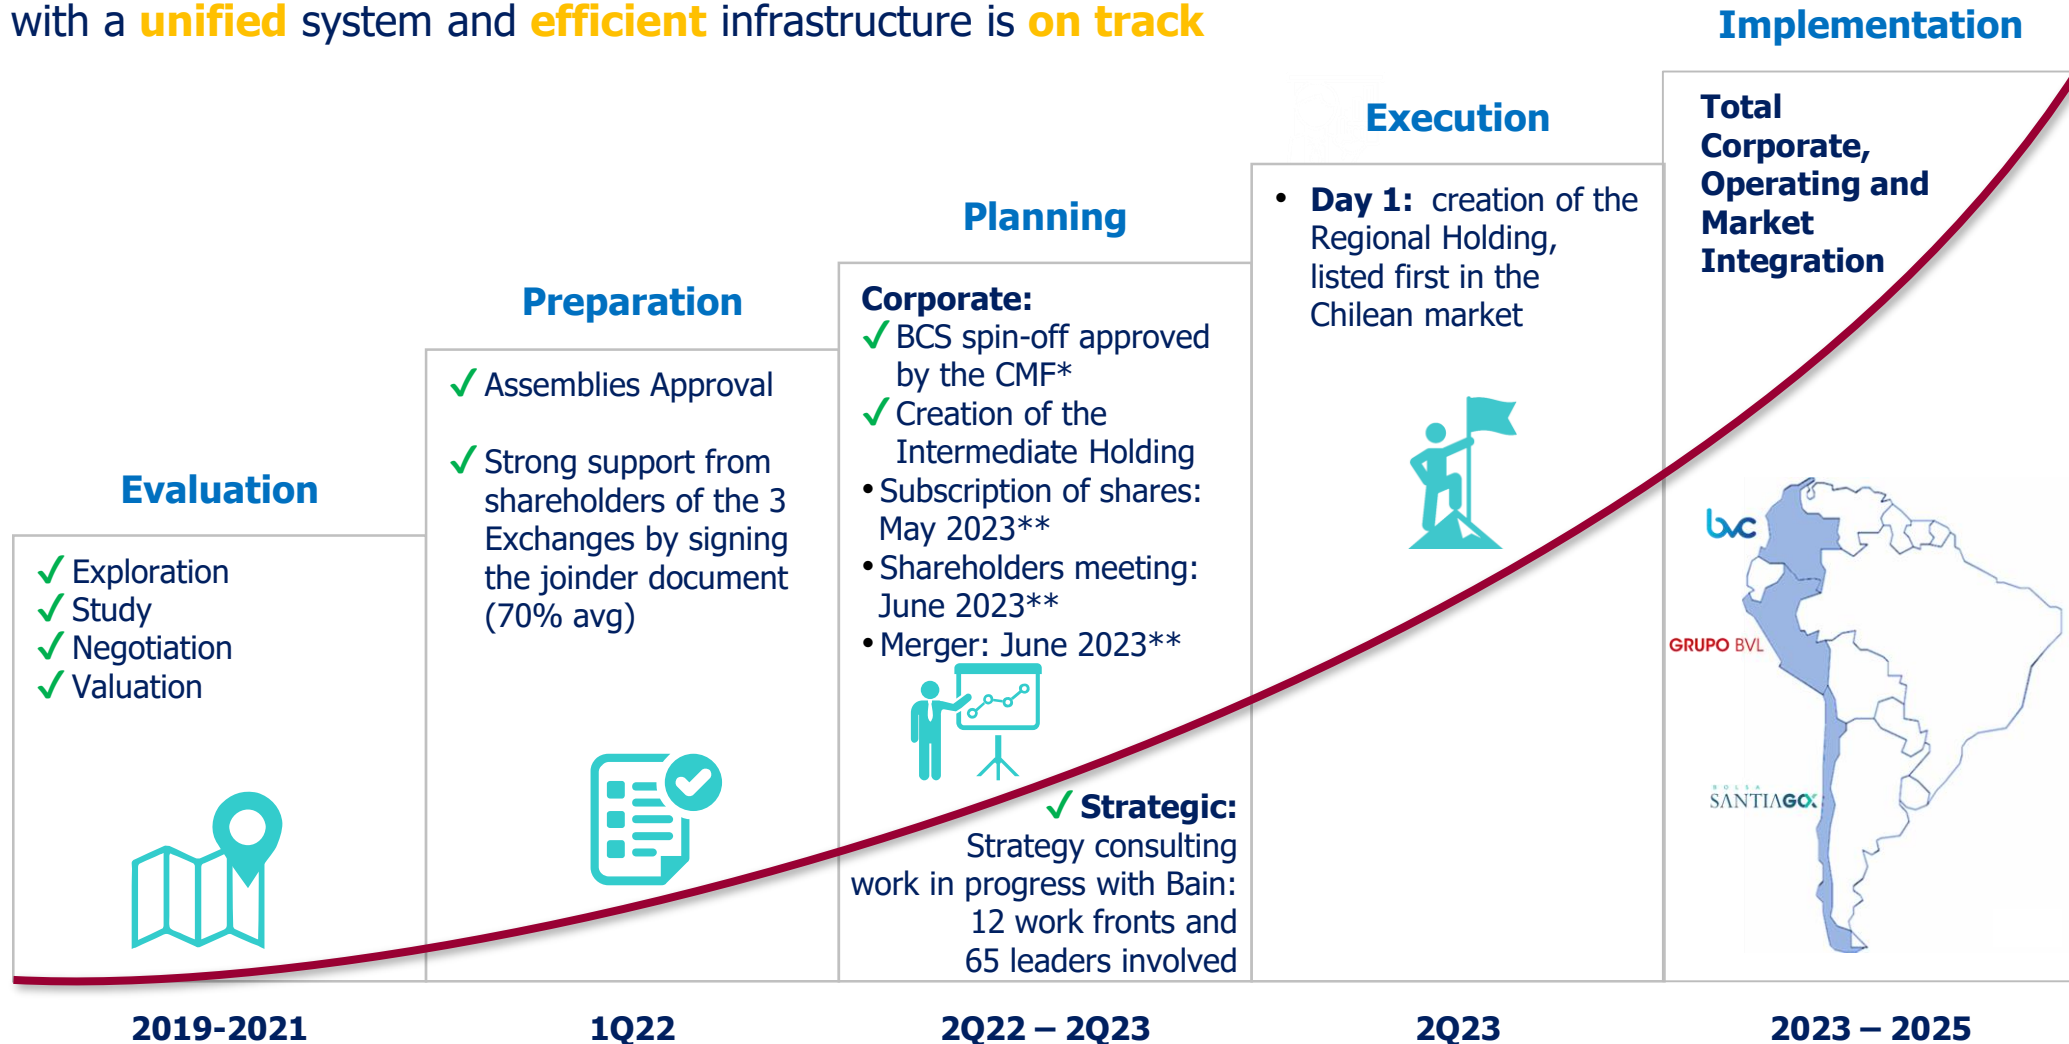 with a unified system and efficient infrastructure is on track
Evaluation
✓ Exploration
✓ Study
✓ Negotiation
✓ Valuation
2019-2021
Preparation
✓ Assemblies Approval
✓ Strong support from
shareholders of the 3
Exchanges by signing
the joinder document
(70% avg)
1Q22
Planning
Corporate:
✓ BCS spin-off approved
by the CMF*
✓ Creation of the
Intermediate Holding
• Subscription of shares:
May 2023**
• Shareholders meeting:
June 2023**
• Merger: June 2023**
✓ Strategic:
Strategy consulting
work in progress with Bain:
12 work fronts and
65 leaders involved
2Q22 – 2Q23
Execution
• Day 1: creation of the
Regional Holding,
listed first in the
Chilean market
2Q23
Implementation
Total
Corporate,
Operating and
Market
Integration
bvc
GRUPO BVL
BOLSA
SANTIAGO
2023 – 2025